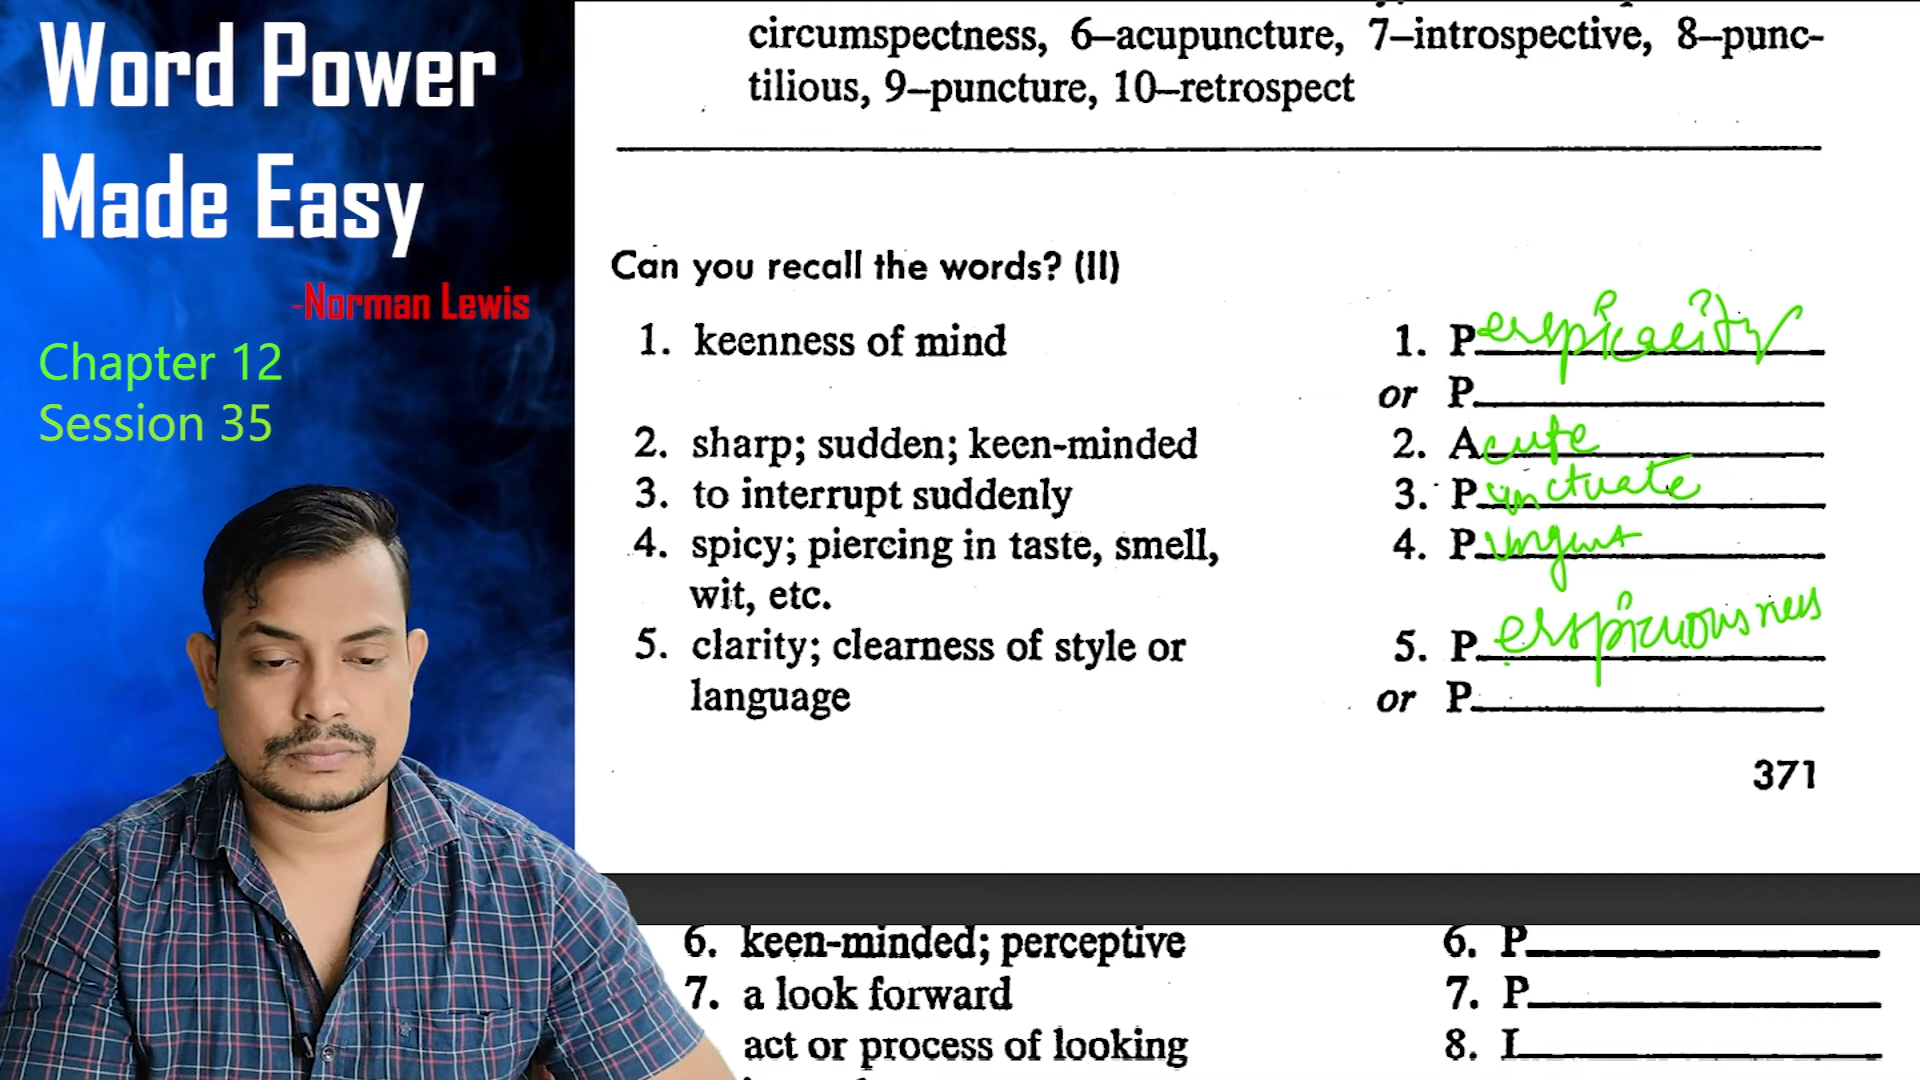 Word Power
Made Easy
-Norman Lewis
Chapter 12
Session 35
circumspectness, 6–acupuncture, 7–introspective, 8–punc-
tilious, 9–puncture, 10–retrospect
Can you recall the words? (II)
1. keenness of mind 1. Perspicacity
or P
2. sharp; sudden; keen-minded 2. Acute
3. to interrupt suddenly 3. Punctuate
4. spicy; piercing in taste, smell, 4. Pungent
wit, etc.
5. clarity; clearness of style or 5. Perspicuousness
language or P
371
6. keen-minded; perceptive 6. P
7. a look forward 7. P
act or process of looking 8. I